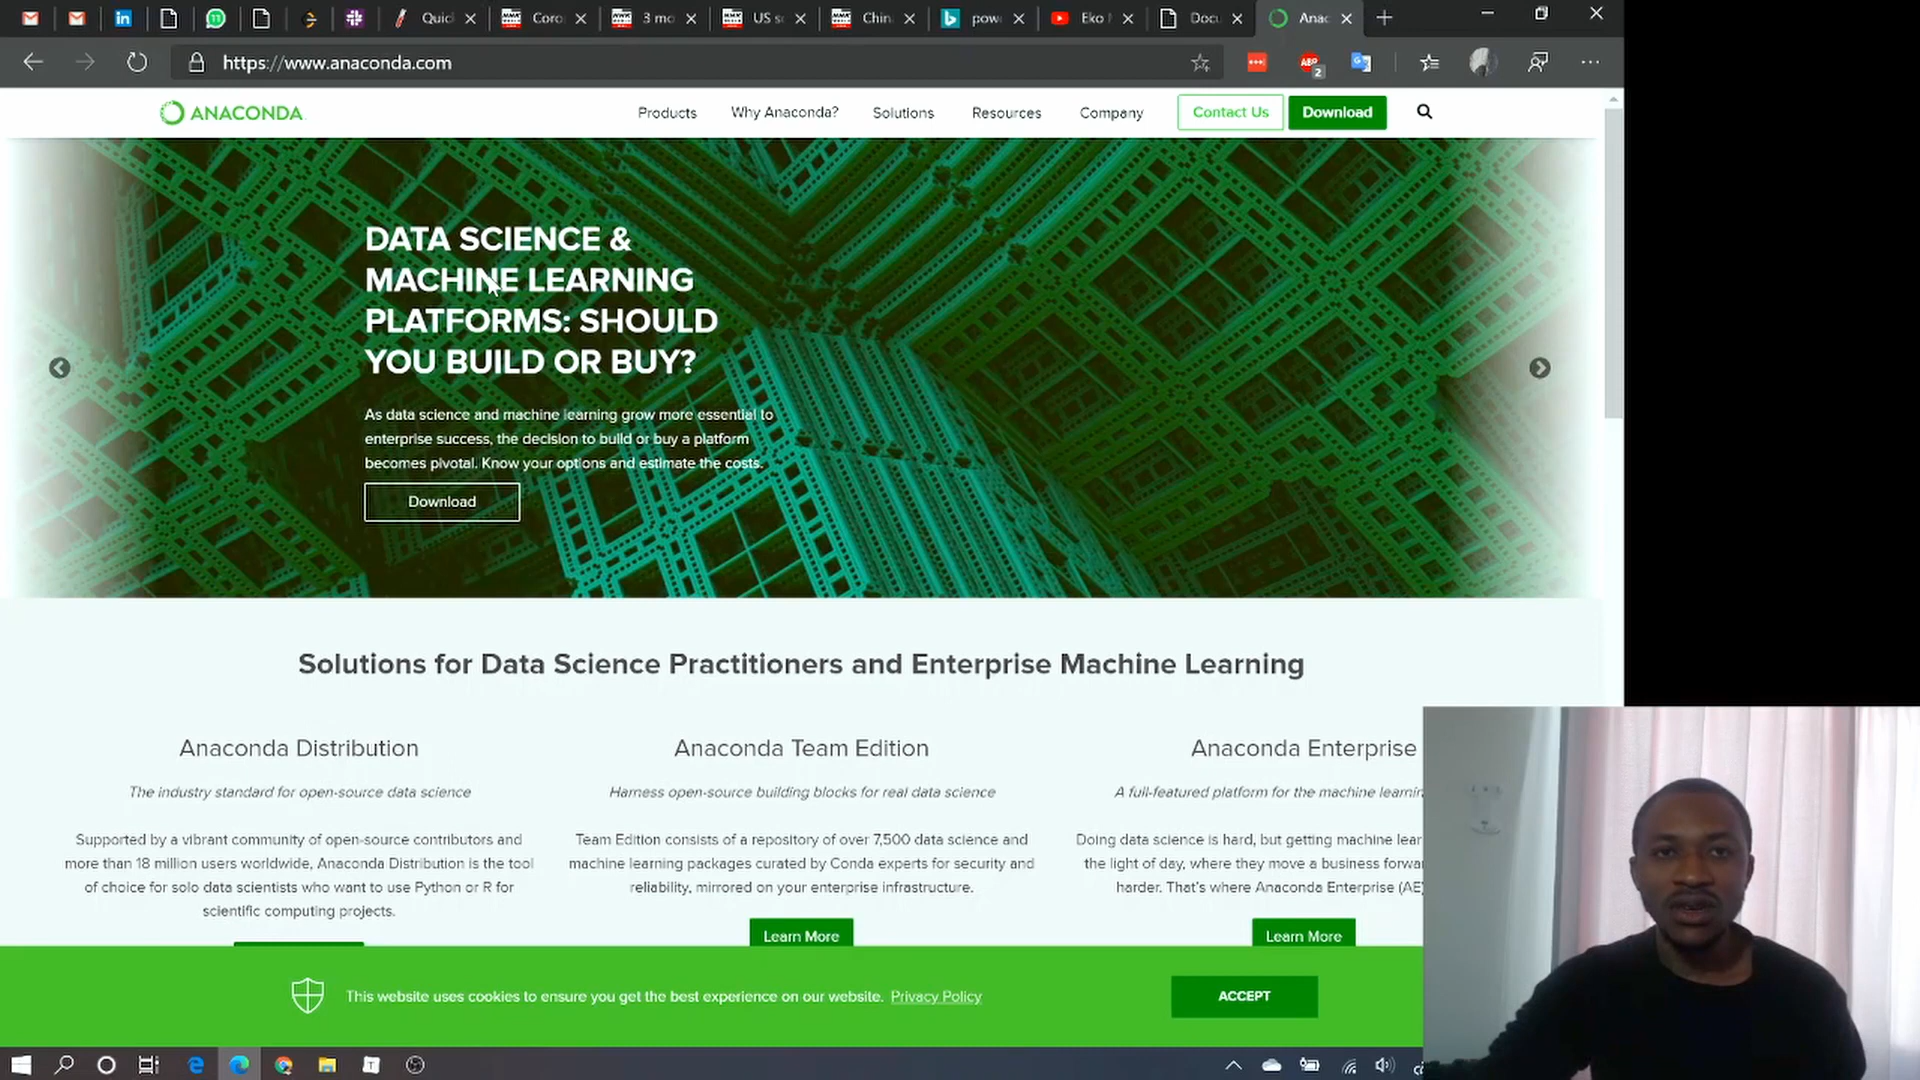 Quic
Coro
3 mo
US s
Chin
pow
Eko
Docu
Anac
https://www.anaconda.com
ABP
2
ANACONDA
Products
Why Anaconda?
Solutions
Resources
Company
Contact Us
Download
DATA SCIENCE &
MACHINE LEARNING
PLATFORMS: SHOULD
YOU BUILD OR BUY?
As data science and machine learning grow more essential to
enterprise success, the decision to build or buy a platform
becomes pivotal. Know your options and estimate the costs.
Download
Solutions for Data Science Practitioners and Enterprise Machine Learning
Anaconda Distribution
The industry standard for open-source data science
Supported by a vibrant community of open-source contributors and
more than 18 million users worldwide, Anaconda Distribution is the tool
of choice for solo data scientists who want to use Python or R for
scientific computing projects.
Anaconda Team Edition
Harness open-source building blocks for real data science
Team Edition consists of a repository of over 7,500 data science and
machine learning packages curated by Conda experts for security and
reliability, mirrored on your enterprise infrastructure.
Learn More
Anaconda Enterprise
A full-featured platform for the machine learnin
Doing data science is hard, but getting machine lear
the light of day, where they move a business forwar
harder. That's where Anaconda Enterprise (AE)
Learn More
This website uses cookies to ensure you get the best experience on our website. Privacy Policy
ACCEPT